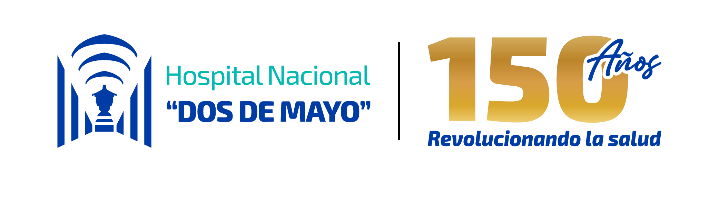 Hospital Nacional
“DOS DE MAYO”
150 Años
Revolucionando la salud